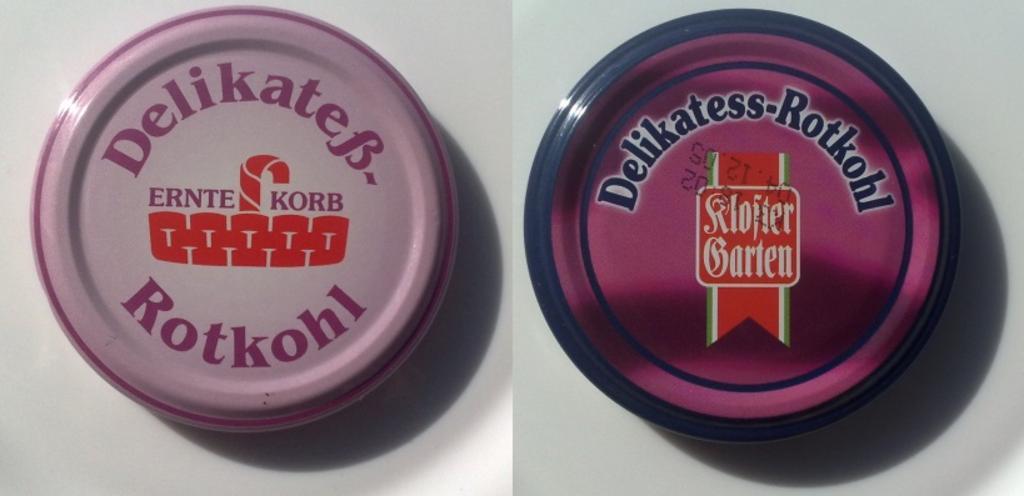 Delikateß-
ERNTE KORB
Rotkohl
Delikatess-Rotkohl
Kloster
Garten